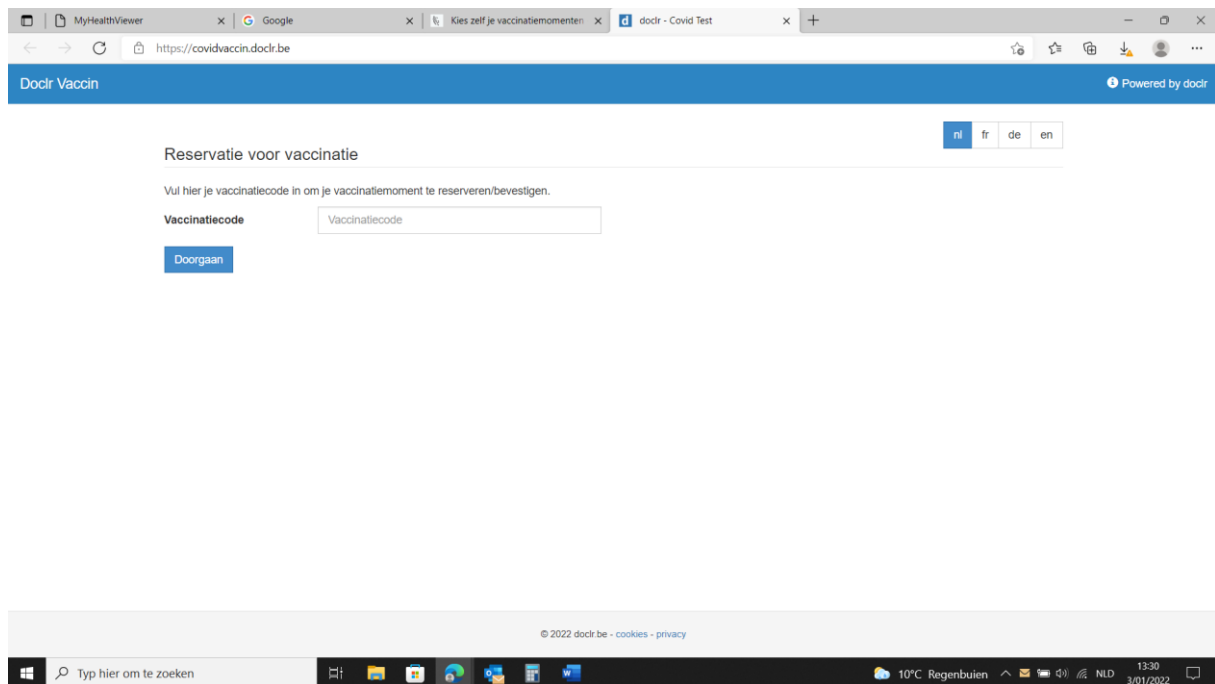 MyHealthViewer
Google
Kies zelf je vaccinatiemomenten
doclr - Covid Test
https://covidvaccin.doclr.be
Doclr Vaccin
Powered by doclr
nl fr de en
Reservatie voor vaccinatie
Vul hier je vaccinatiecode in om je vaccinatiemoment te reserveren/bevestigen.
Vaccinatiecode Vaccinatiecode
Doorgaan
© 2022 doclr.be - cookies - privacy
Typ hier om te zoeken
10°C Regenbuien
NLD
13:30
3/01/2022